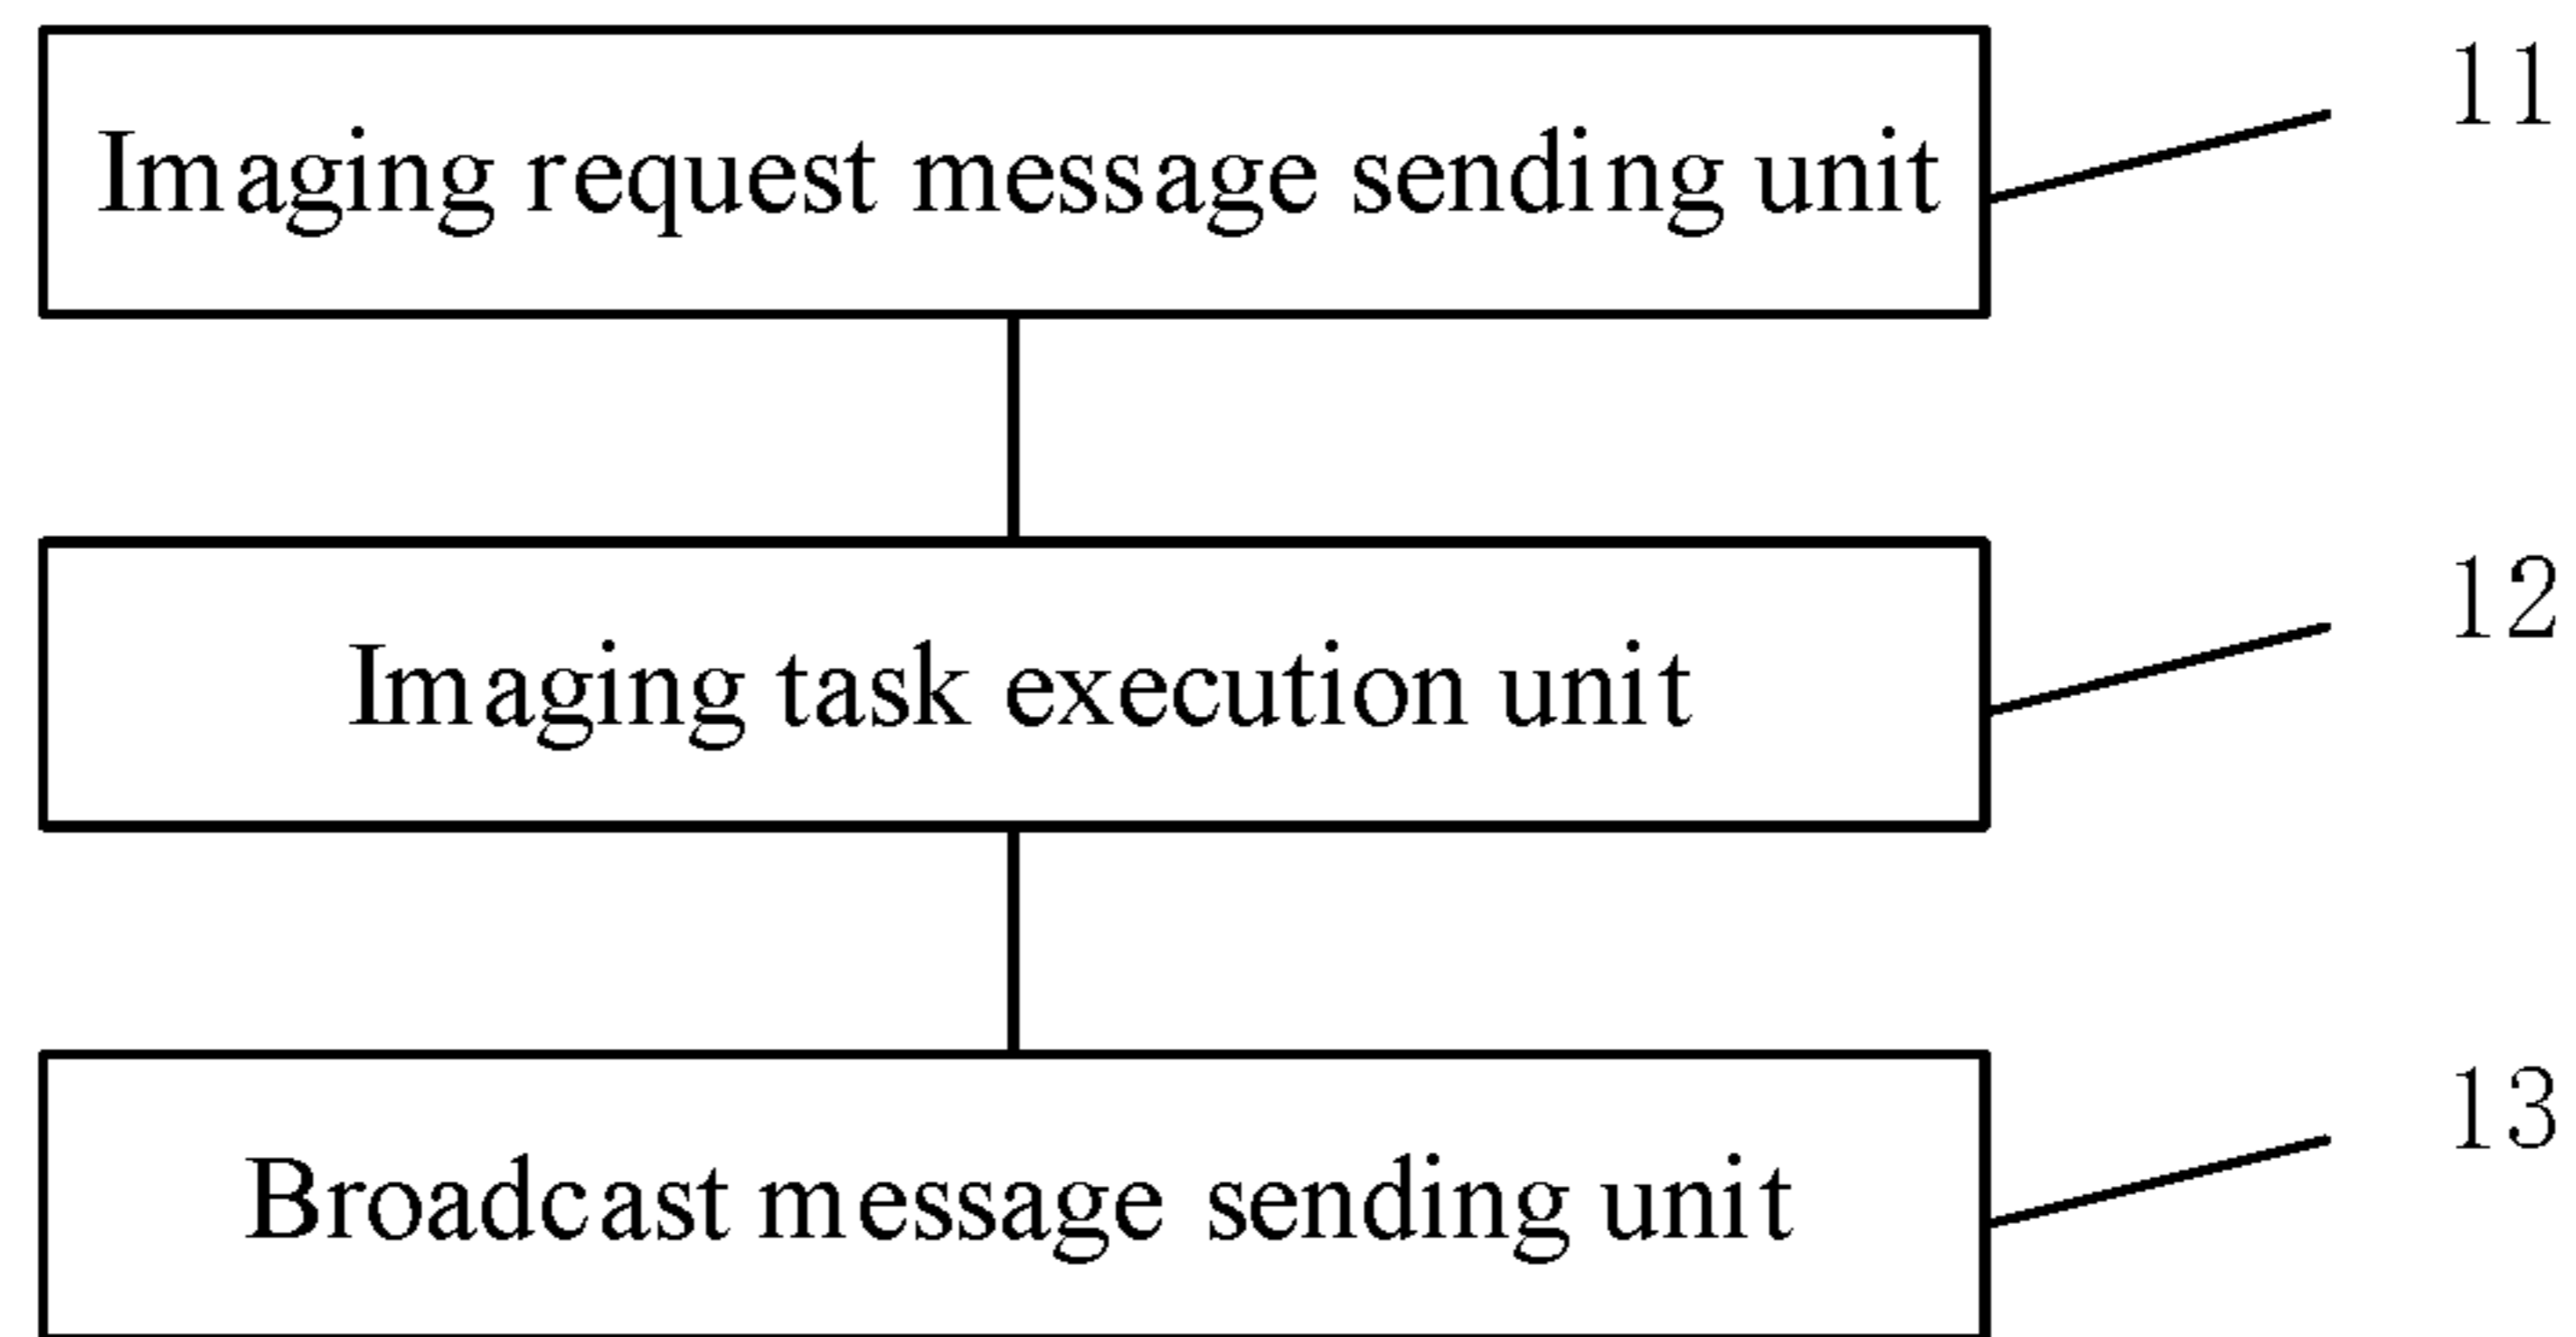 Imaging request message sending unit 11
Imaging task execution unit 12
Broadcast message sending unit 13